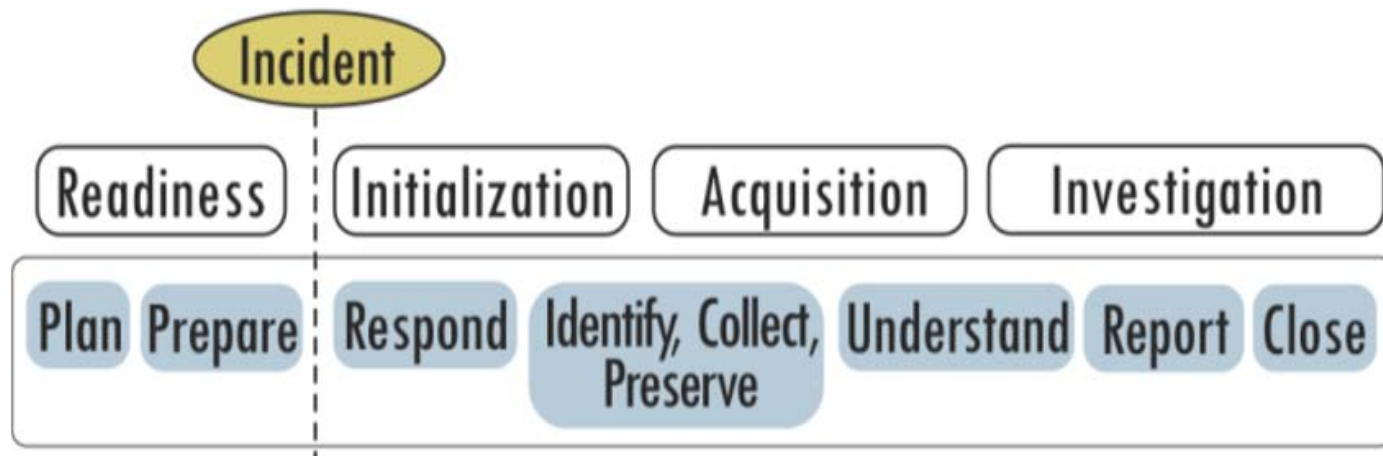 Incident
Readiness
Initialization
Acquisition
Investigation
Plan
Prepare
Respond
Identify, Collect,
Preserve
Understand
Report
Close